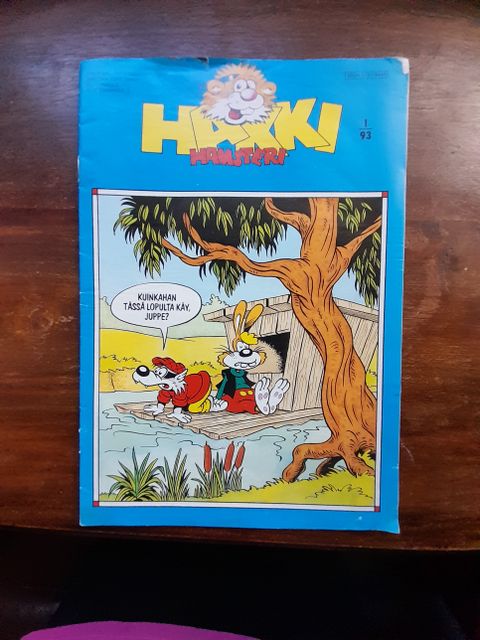 HAKKI
HAMSTERI
1
93
KUINKAHAN
TÄSSÄ LOPULTA KÄY,
JUPPE?